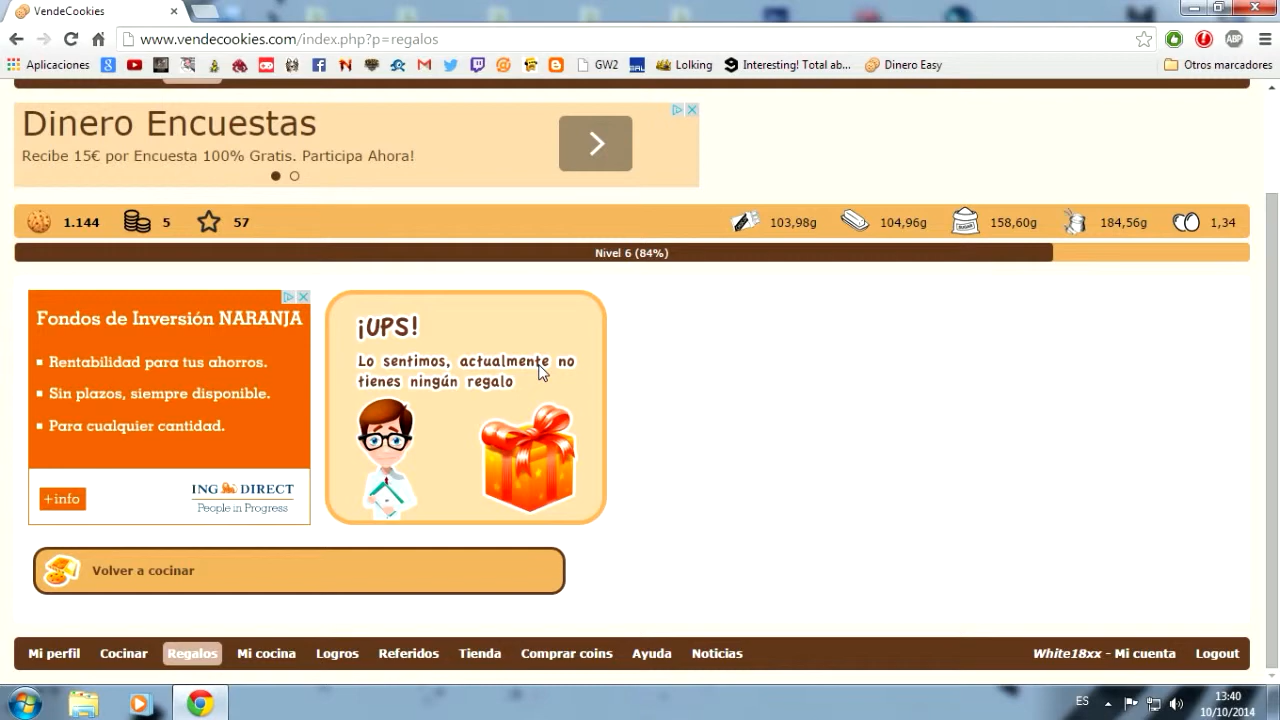 VendeCookies
www.vendecookies.com/index.php?p=regalos
ABP
Aplicaciones
GW2
Lolking
Interesting! Total ab...
Dinero Easy
Otros marcadores
Dinero Encuestas
Recibe 15€ por Encuesta 100% Gratis. Participa Ahora!
1.144 5 57 103,98g 104,96g 158,60g 184,56g 1,34
Nivel 6 (84%)
Fondos de Inversión NARANJA
Rentabilidad para tus ahorros.
Sin plazos, siempre disponible.
Para cualquier cantidad.
+info
ING DIRECT
People in Progress
¡UPS!
Lo sentimos, actualmente no
tienes ningún regalo
Volver a cocinar
Mi perfil Cocinar Regalos Mi cocina Logros Referidos Tienda Comprar coins Ayuda Noticias White18xx - Mi cuenta Logout
ES
13:40
10/10/2014